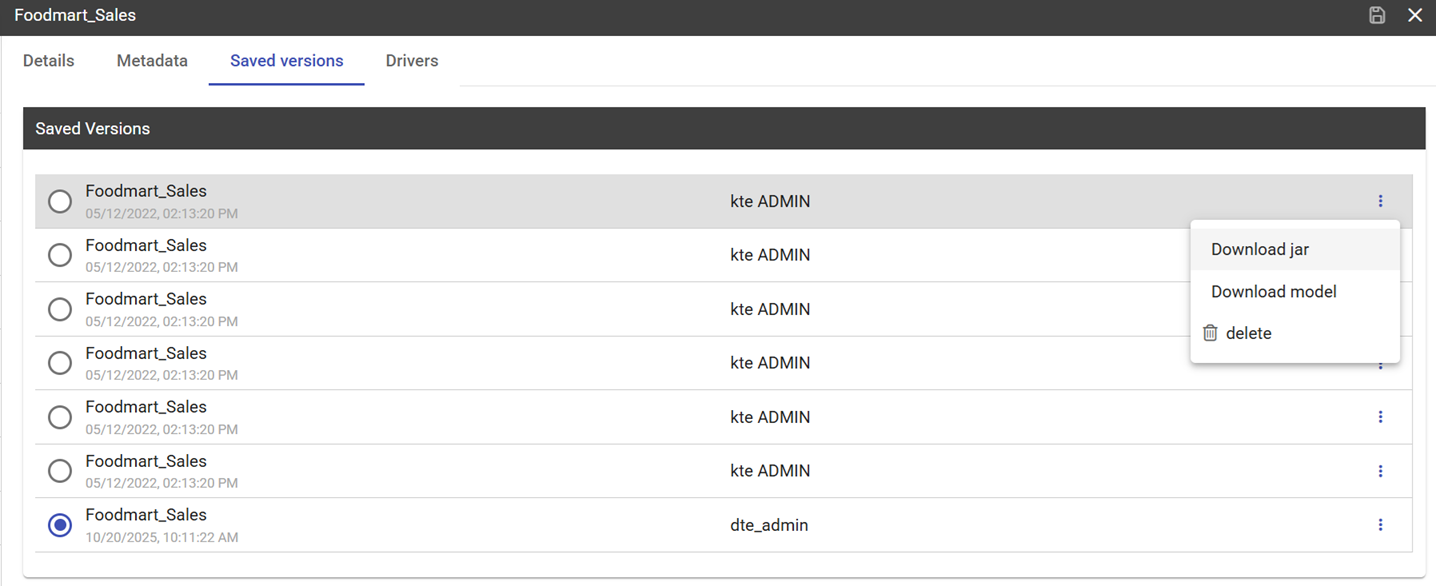 Foodmart_Sales
Details Metadata Saved versions Drivers
Saved Versions
Foodmart_Sales
05/12/2022, 02:13:20 PM
kte ADMIN
Download jar
Download model
delete
Foodmart_Sales
05/12/2022, 02:13:20 PM
kte ADMIN
Foodmart_Sales
05/12/2022, 02:13:20 PM
kte ADMIN
Foodmart_Sales
05/12/2022, 02:13:20 PM
kte ADMIN
Foodmart_Sales
05/12/2022, 02:13:20 PM
kte ADMIN
Foodmart_Sales
05/12/2022, 02:13:20 PM
kte ADMIN
Foodmart_Sales
10/20/2025, 10:11:22 AM
dte_admin